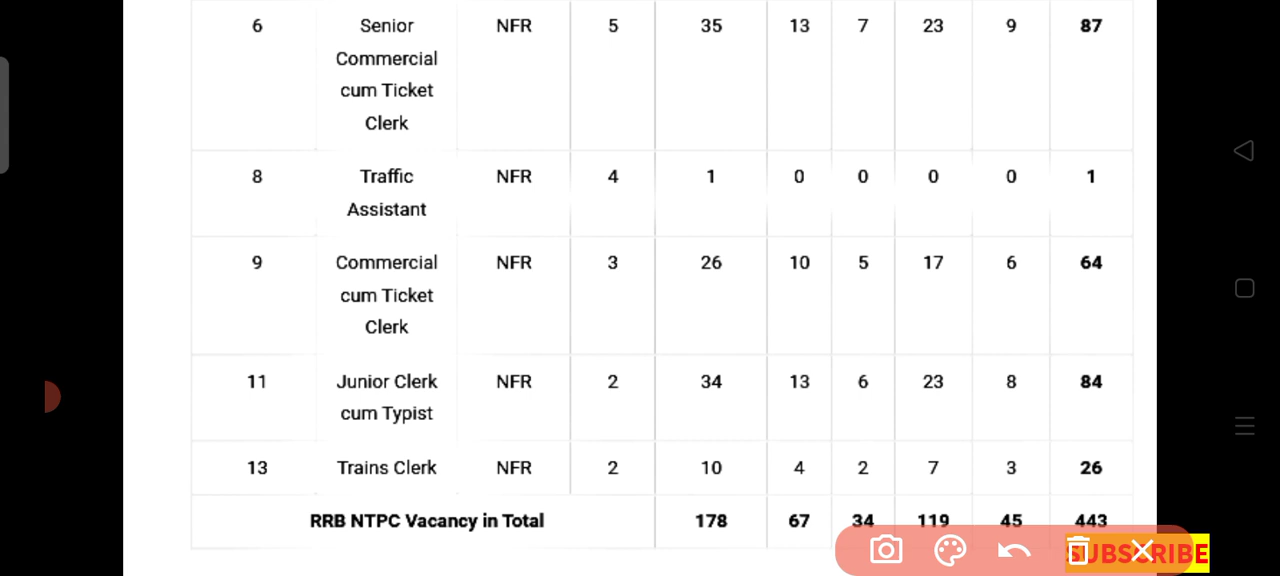 6 Senior NFR 5 35 13 7 23 9 87
Commercial
cum Ticket
Clerk
8 Traffic NFR 4 1 0 0 0 0 1
Assistant
9 Commercial NFR 3 26 10 5 17 6 64
cum Ticket
Clerk
11 Junior Clerk NFR 2 34 13 6 23 8 84
cum Typist
13 Trains Clerk NFR 2 10 4 2 7 3 26
RRB NTPC Vacancy in Total 178 67 34 119 45 443
SUBSCRIBE